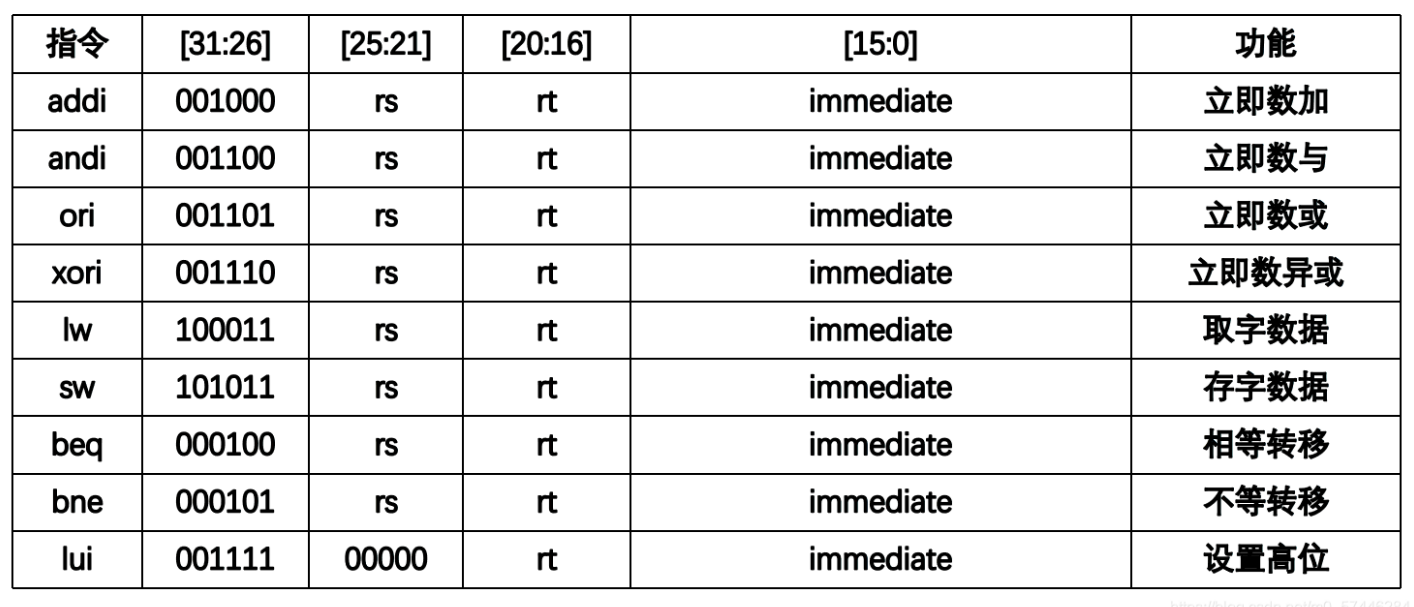 指令 [31:26] [25:21] [20:16] [15:0] 功能
addi 001000 rs rt immediate 立即数加
andi 001100 rs rt immediate 立即数与
ori 001101 rs rt immediate 立即数或
xori 001110 rs rt immediate 立即数异或
lw 100011 rs rt immediate 取字数据
sw 101011 rs rt immediate 存字数据
beq 000100 rs rt immediate 相等转移
bne 000101 rs rt immediate 不等转移
lui 001111 00000 rt immediate 设置高位